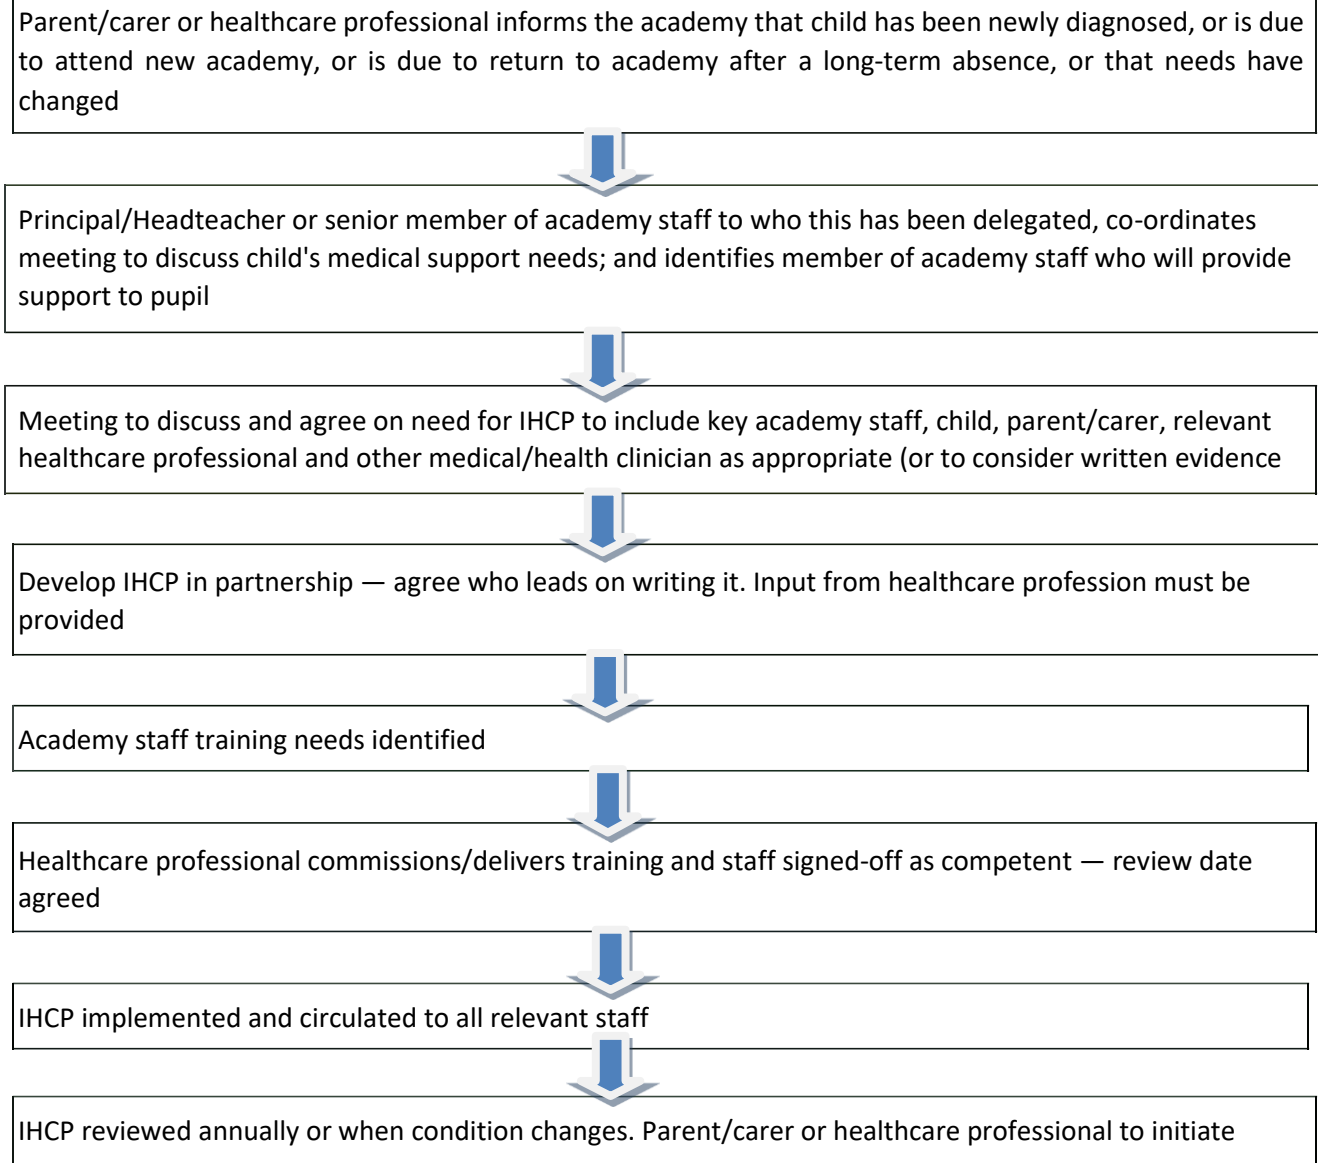 Parent/carer or healthcare professional informs the academy that child has been newly diagnosed, or is due
to attend new academy, or is due to return to academy after a long-term absence, or that needs have
changed
Principal/Headteacher or senior member of academy staff to who this has been delegated, co-ordinates
meeting to discuss child's medical support needs; and identifies member of academy staff who will provide
support to pupil
Meeting to discuss and agree on need for IHCP to include key academy staff, child, parent/carer, relevant
healthcare professional and other medical/health clinician as appropriate (or to consider written evidence
Develop IHCP in partnership — agree who leads on writing it. Input from healthcare profession must be
provided
Academy staff training needs identified
Healthcare professional commissions/delivers training and staff signed-off as competent — review date
agreed
IHCP implemented and circulated to all relevant staff
IHCP reviewed annually or when condition changes. Parent/carer or healthcare professional to initiate